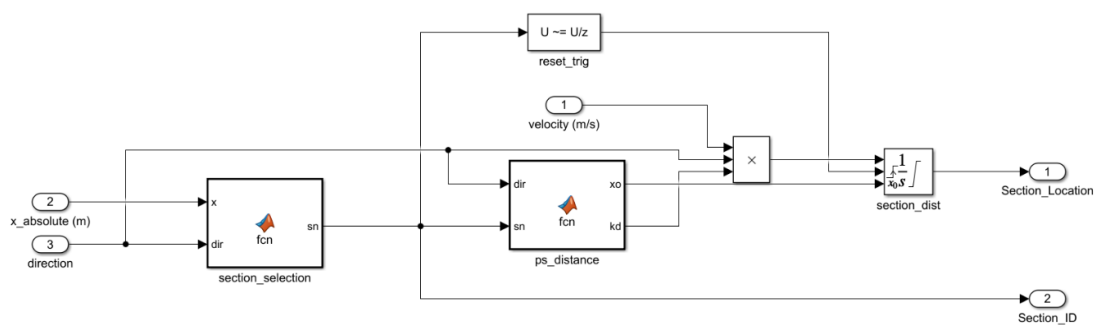 U ~= U/z
reset_trig
1
velocity (m/s)
×
2
x_absolute (m)
3
direction
x
dir
fcn
sn
section_selection
dir
sn
fcn
xo
kd
ps_distance
1
s
x₀
section_dist
1
Section_Location
2
Section_ID